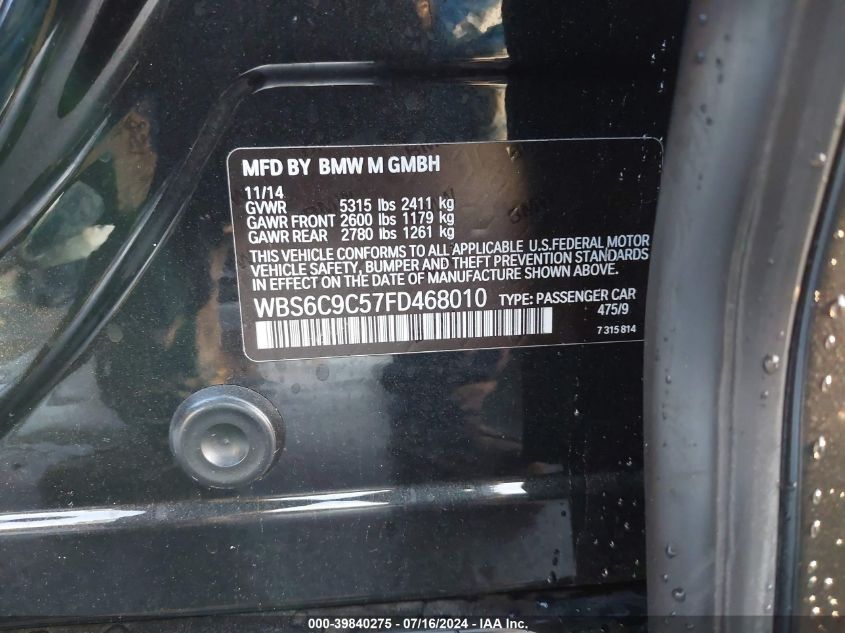 MFD BY BMW M GMBH
11/14
GVWR 5315 lbs 2411 kg
GAWR FRONT 2600 lbs 1179 kg
GAWR REAR 2780 lbs 1261 kg
THIS VEHICLE CONFORMS TO ALL APPLICABLE U.S.FEDERAL MOTOR
VEHICLE SAFETY, BUMPER AND THEFT PREVENTION STANDARDS
IN EFFECT ON THE DATE OF MANUFACTURE SHOWN ABOVE.
WBS6C9C57FD468010 TYPE: PASSENGER CAR
475/9
7 315 814
000-39840275 - 07/16/2024 - IAA Inc.